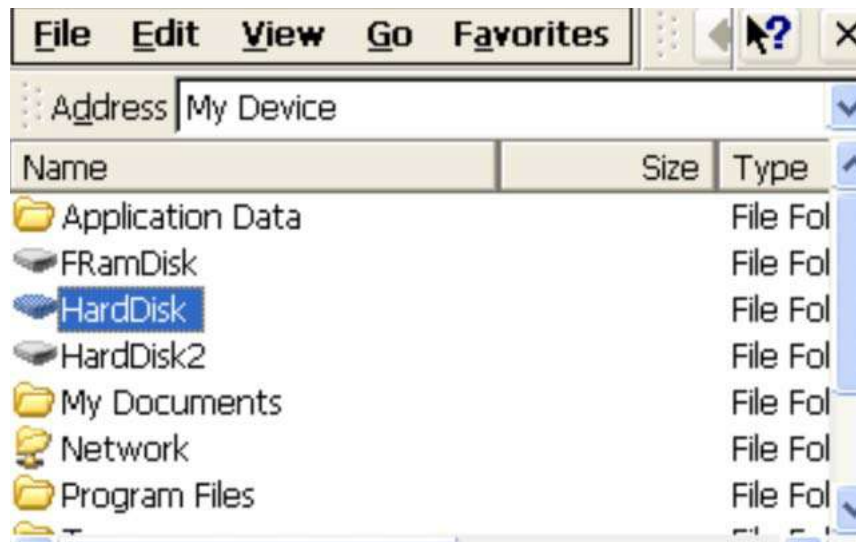 File Edit View Go Favorites ?
Address My Device
Name Size Type
Application Data File Fol
FRamDisk File Fol
HardDisk File Fol
HardDisk2 File Fol
My Documents File Fol
Network File Fol
Program Files File Fol